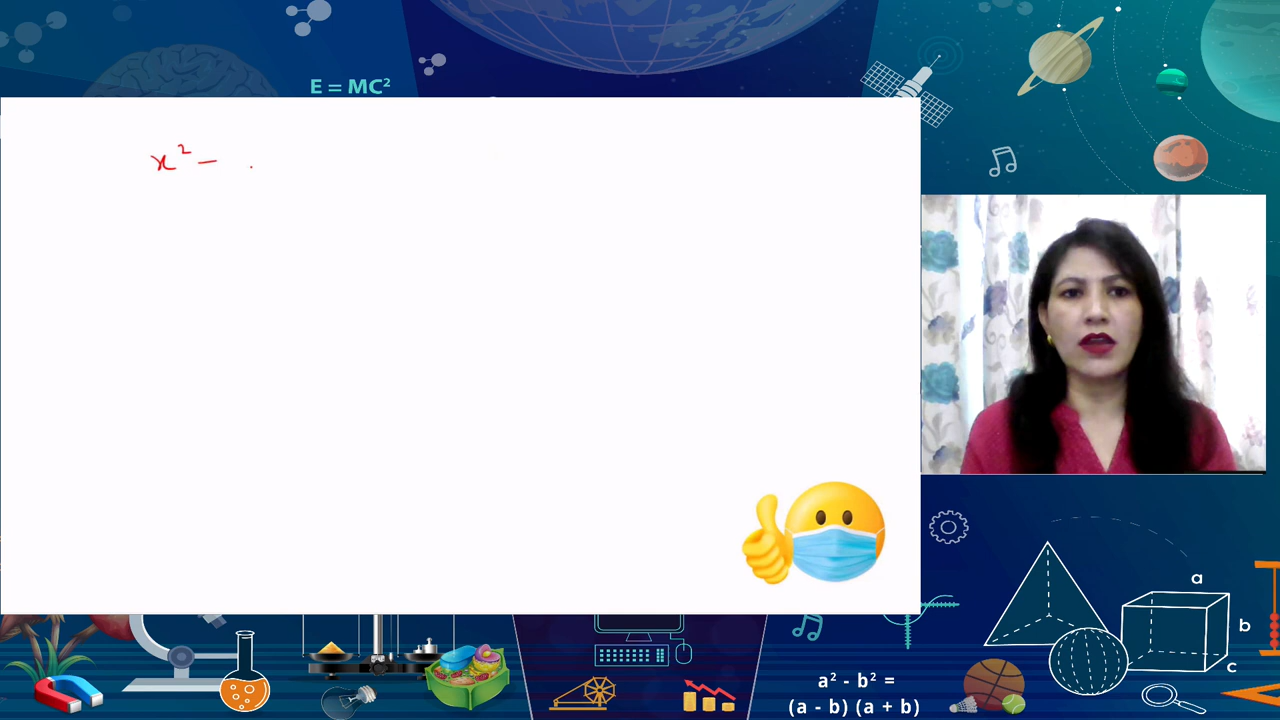 E = MC²
x² -
a² - b² =
(a - b) (a + b)
a
b
c